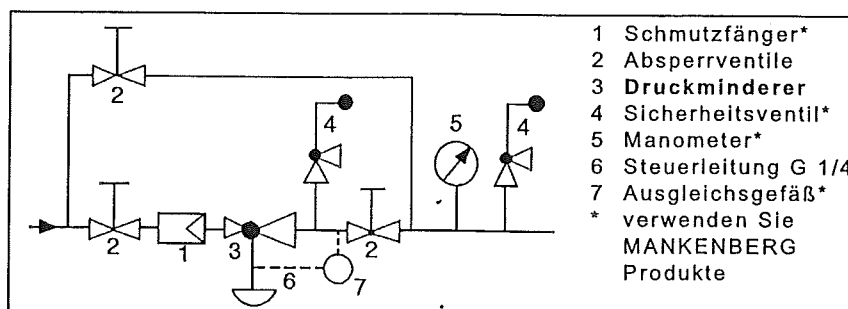 1 Schmutzfänger*
2 Absperrventile
3 Druckminderer
4 Sicherheitsventil*
5 Manometer*
6 Steuerleitung G 1/4
7 Ausgleichsgefäß*
* verwenden Sie
MANKENBERG
Produkte
2
4
5
4
2
1
3
2
6
7